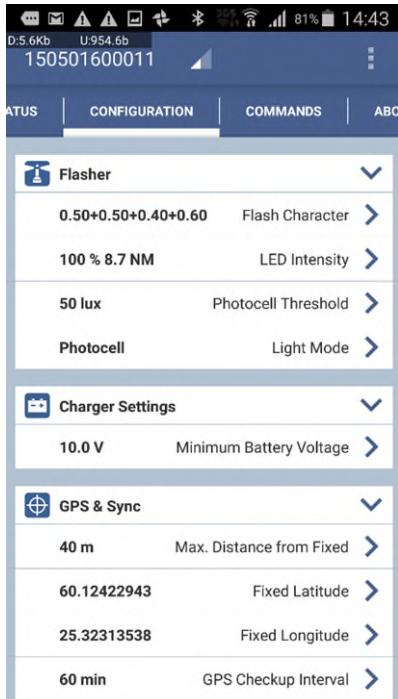 81% 14:43
D:5.6Kb U:954.6b
150501600011
ATUS CONFIGURATION COMMANDS ABO
Flasher
0.50+0.50+0.40+0.60 Flash Character
100 % 8.7 NM LED Intensity
50 lux Photocell Threshold
Photocell Light Mode
Charger Settings
10.0 V Minimum Battery Voltage
GPS & Sync
40 m Max. Distance from Fixed
60.12422943 Fixed Latitude
25.32313538 Fixed Longitude
60 min GPS Checkup Interval